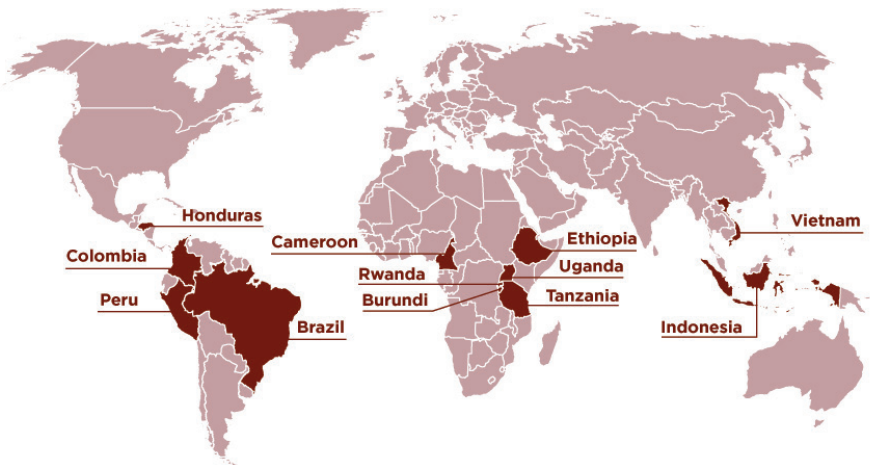 Honduras
Colombia
Peru
Brazil
Cameroon
Rwanda
Burundi
Ethiopia
Uganda
Tanzania
Vietnam
Indonesia